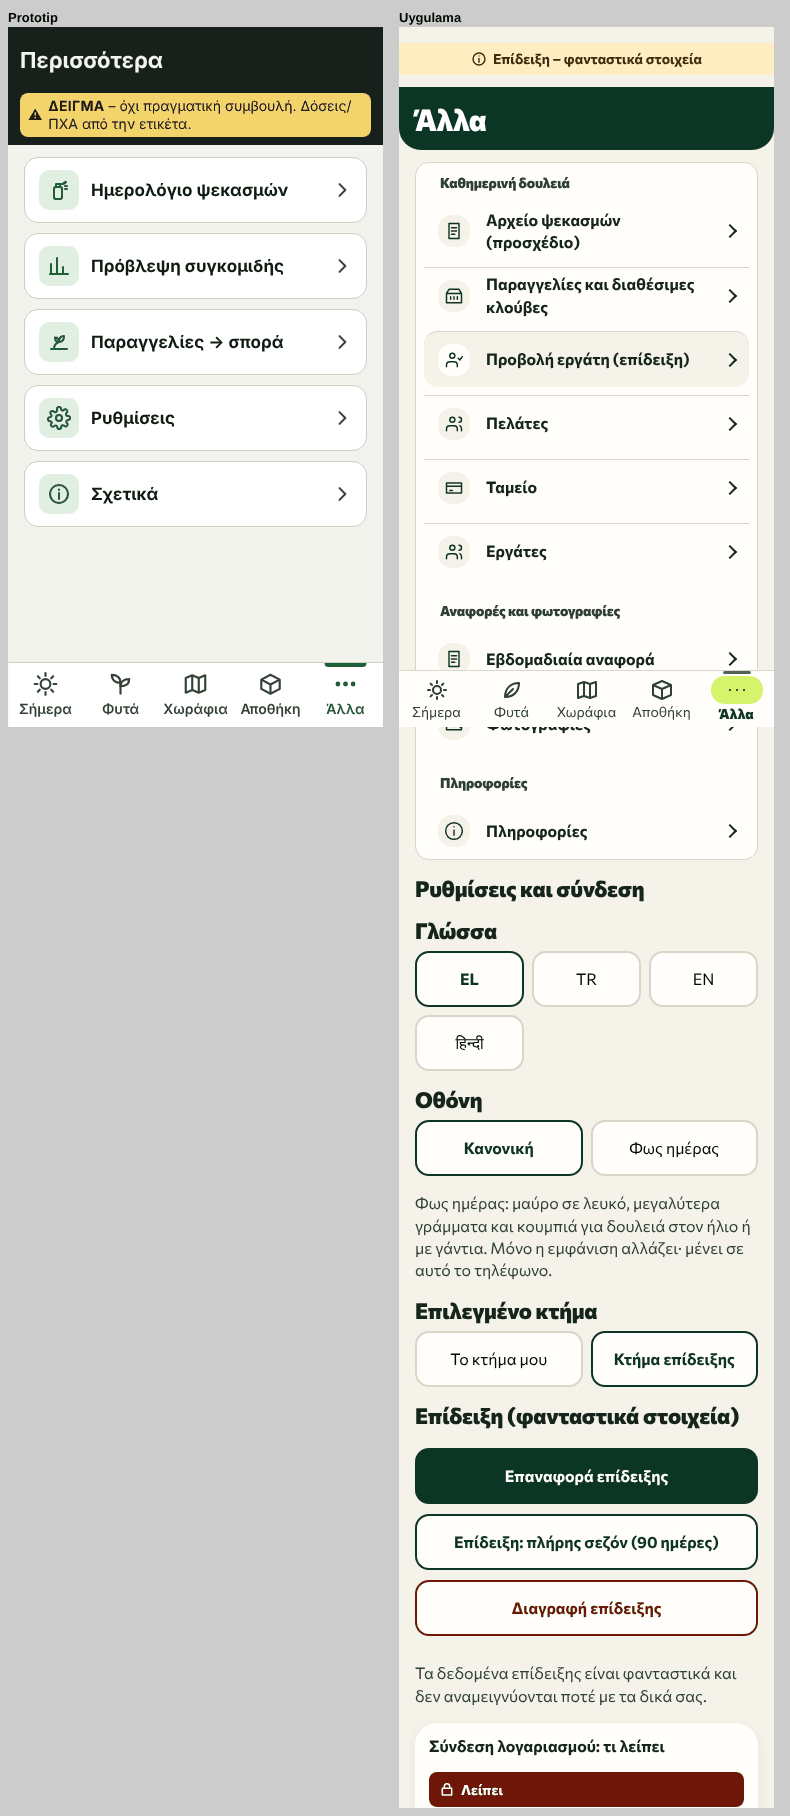 Prototip
Περισσότερα
ΔΕΙΓΜΑ – όχι πραγματική συμβουλή. Δόσεις/
ΠΧΑ από την ετικέτα.
Ημερολόγιο ψεκασμών
Πρόβλεψη συγκομιδής
Παραγγελίες → σπορά
Ρυθμίσεις
Σχετικά
Σήμερα
Φυτά
Χωράφια
Αποθήκη
Άλλα
Uygulama
Επίδειξη – φανταστικά στοιχεία
Άλλα
Καθημερινή δουλειά
Αρχείο ψεκασμών
(προσχέδιο)
Παραγγελίες και διαθέσιμες
κλούβες
Προβολή εργάτη (επίδειξη)
Πελάτες
Ταμείο
Εργάτες
Αναφορές και φωτογραφίες
Εβδομαδιαία αναφορά
Σήμερα
Φυτά
Χωράφια
Αποθήκη
Άλλα
Φωτογραφίες
Πληροφορίες
Πληροφορίες
Ρυθμίσεις και σύνδεση
Γλώσσα
EL
TR
EN
हिन्दी
Οθόνη
Κανονική
Φως ημέρας
Φως ημέρας: μαύρο σε λευκό, μεγαλύτερα
γράμματα και κουμπιά για δουλειά στον ήλιο ή
με γάντια. Μόνο η εμφάνιση αλλάζει· μένει σε
αυτό το τηλέφωνο.
Επιλεγμένο κτήμα
Το κτήμα μου
Κτήμα επίδειξης
Επίδειξη (φανταστικά στοιχεία)
Επαναφορά επίδειξης
Επίδειξη: πλήρης σεζόν (90 ημέρες)
Διαγραφή επίδειξης
Τα δεδομένα επίδειξης είναι φανταστικά και
δεν αναμειγνύονται ποτέ με τα δικά σας.
Σύνδεση λογαριασμού: τι λείπει
Λείπει